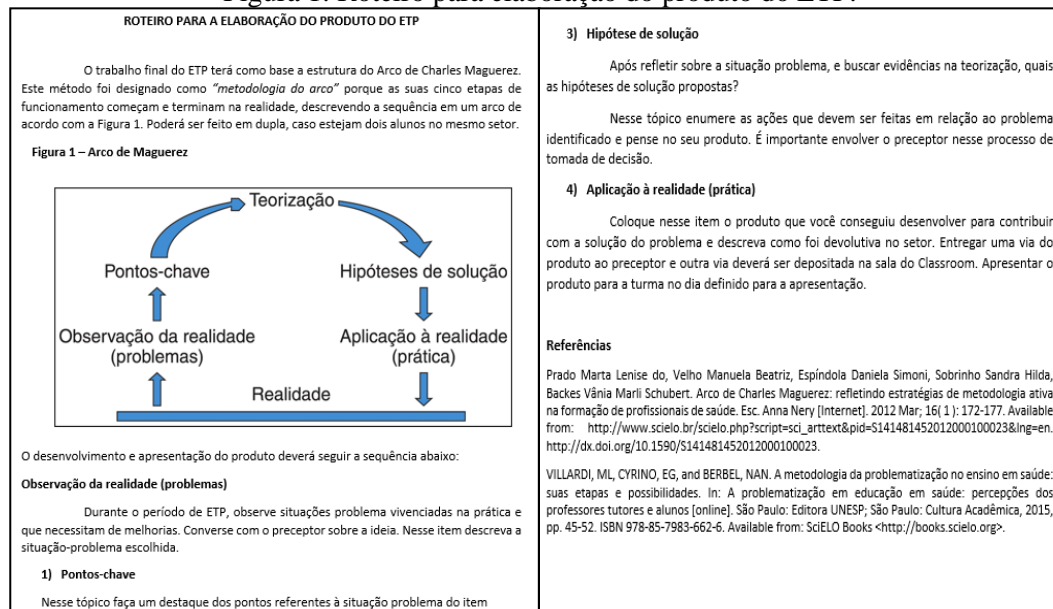 Figura 1: Roteiro para elaboração do produto do ETP.
ROTEIRO PARA A ELABORAÇÃO DO PRODUTO DO ETP
O trabalho final do ETP terá como base a estrutura do Arco de Charles Maguerez.
Este método foi designado como “metodologia do arco” porque as suas cinco etapas de
funcionamento começam e terminam na realidade, descrevendo a sequência em um arco de
acordo com a Figura 1. Poderá ser feito em dupla, caso estejam dois alunos no mesmo setor.
Figura 1 – Arco de Maguerez
Teorização
Pontos-chave
Hipóteses de solução
Observação da realidade
(problemas)
Aplicação à realidade
(prática)
Realidade
O desenvolvimento e apresentação do produto deverá seguir a sequência abaixo:
Observação da realidade (problemas)
Durante o período de ETP, observe situações problema vivenciadas na prática e
que necessitam de melhorias. Converse com o preceptor sobre a ideia. Nesse item descreva a
situação-problema escolhida.
1) Pontos-chave
Nesse tópico faça um destaque dos pontos referentes à situação problema do item
3) Hipótese de solução
Após refletir sobre a situação problema, e buscar evidências na teorização, quais
as hipóteses de solução propostas?
Nesse tópico enumere as ações que devem ser feitas em relação ao problema
identificado e pense no seu produto. É importante envolver o preceptor nesse processo de
tomada de decisão.
4) Aplicação à realidade (prática)
Coloque nesse item o produto que você conseguiu desenvolver para contribuir
com a solução do problema e descreva como foi devolutiva no setor. Entregar uma via do
produto ao preceptor e outra via deverá ser depositada na sala do Classroom. Apresentar o
produto para a turma no dia definido para a apresentação.
Referências
Prado Marta Lenise do, Velho Manuela Beatriz, Espíndola Daniela Simoni, Sobrinho Sandra Hilda,
Backes Vânia Marli Schubert. Arco de Charles Maguerez: refletindo estratégias de metodologia ativa
na formação de profissionais de saúde. Esc. Anna Nery [Internet]. 2012 Mar; 16( 1 ): 172-177. Available
from: http://www.scielo.br/scielo.php?script=sci_arttext&pid=S141481452012000100023&lng=en.
http://dx.doi.org/10.1590/S141481452012000100023.
VILLARDI, ML, CYRINO, EG, and BERBEL, NAN. A metodologia da problematização no ensino em saúde:
suas etapas e possibilidades. In: A problematização em educação em saúde: percepções dos
professores tutores e alunos [online]. São Paulo: Editora UNESP; São Paulo: Cultura Acadêmica, 2015,
pp. 45-52. ISBN 978-85-7983-662-6. Available from: SciELO Books <http://books.scielo.org>.